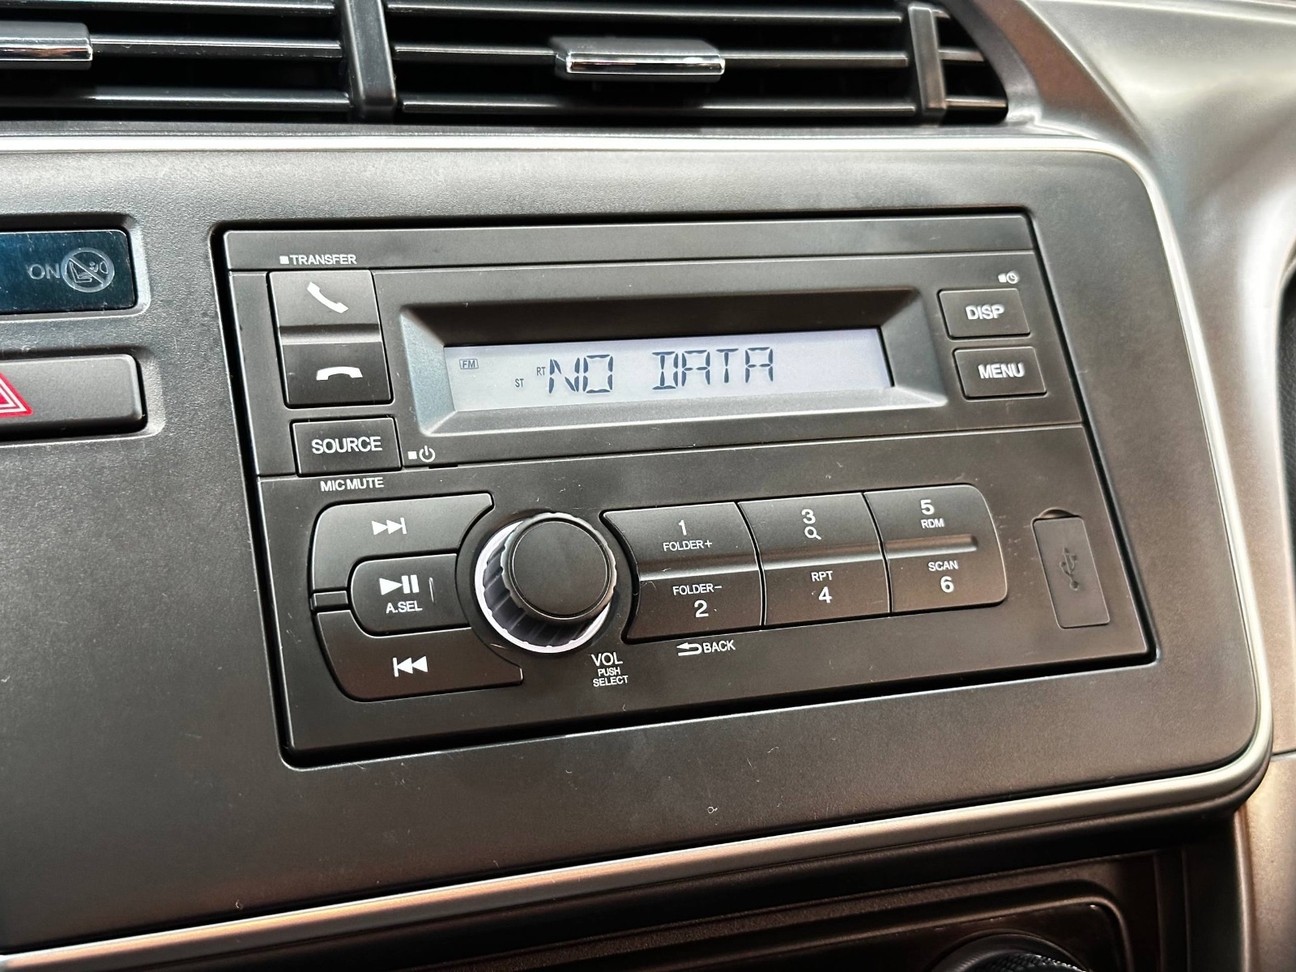 TRANSFER
ON
DISP
FM
ST
RT
NO DATA
MENU
SOURCE
MIC MUTE
A.SEL
1
FOLDER+
3
5
RDM
FOLDER−
2
RPT
4
SCAN
6
BACK
VOL
PUSH
SELECT